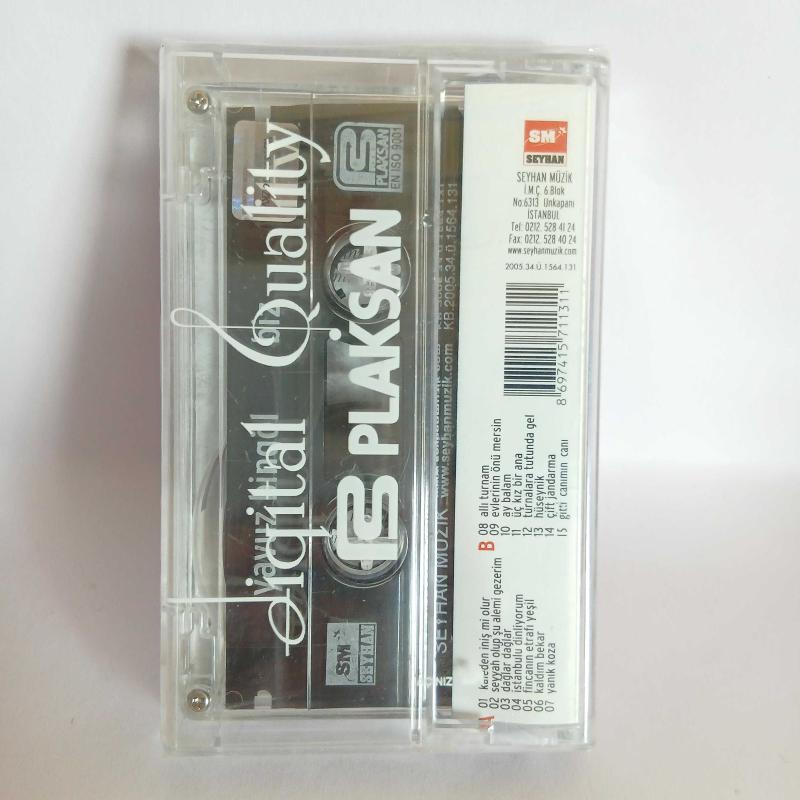 SM
SEYHAN
SEYHAN MÜZİK
İ.M.Ç. 6.Blok
No.6313 Unkapanı
İSTANBUL
Tel: 0212. 528 41 24
Fax: 0212. 528 40 24
www.seyhanmuzik.com
2005.34.Ü.1564.131
8 697415 711311
A
01 kaleden iniş mi olur
02 seyyah olup şu alemi gezerim
03 dağlar dağlar
04 istanbulu dinliyorum
05 fincanın etrafı yeşil
06 kaldım bekar
07 yanık koza
B
08 allı turnam
09 evlerinin önü mersin
10 ay balam
11 üç kız bir ana
12 turnalara tutunda gel
13 hüseynik
14 çift jandarma
15 gitti canımın canı
Digital Quality
PLAKSAN
PLAKSAN
EN ISO 9001
SM
SEYHAN
SEYHAN MÜZİK www.seyhanmuzik.com KB.2005.34.Ü.1564.131